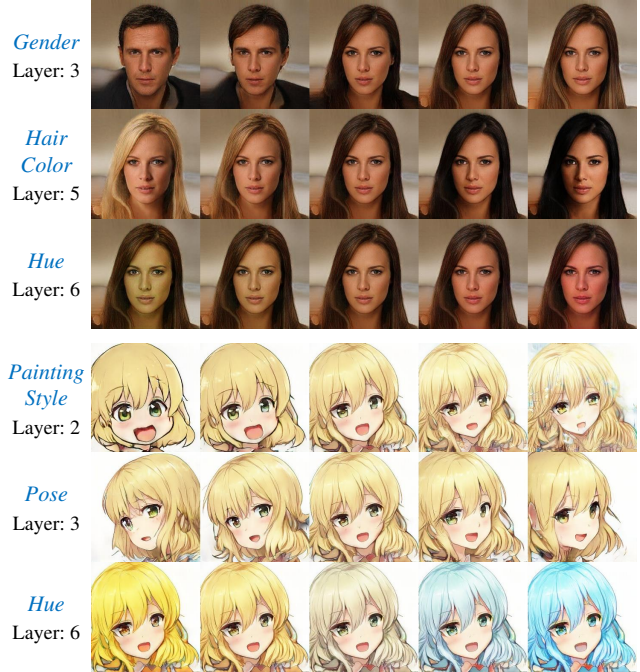 Gender
Layer: 3
Hair
Color
Layer: 5
Hue
Layer: 6
Painting
Style
Layer: 2
Pose
Layer: 3
Hue
Layer: 6